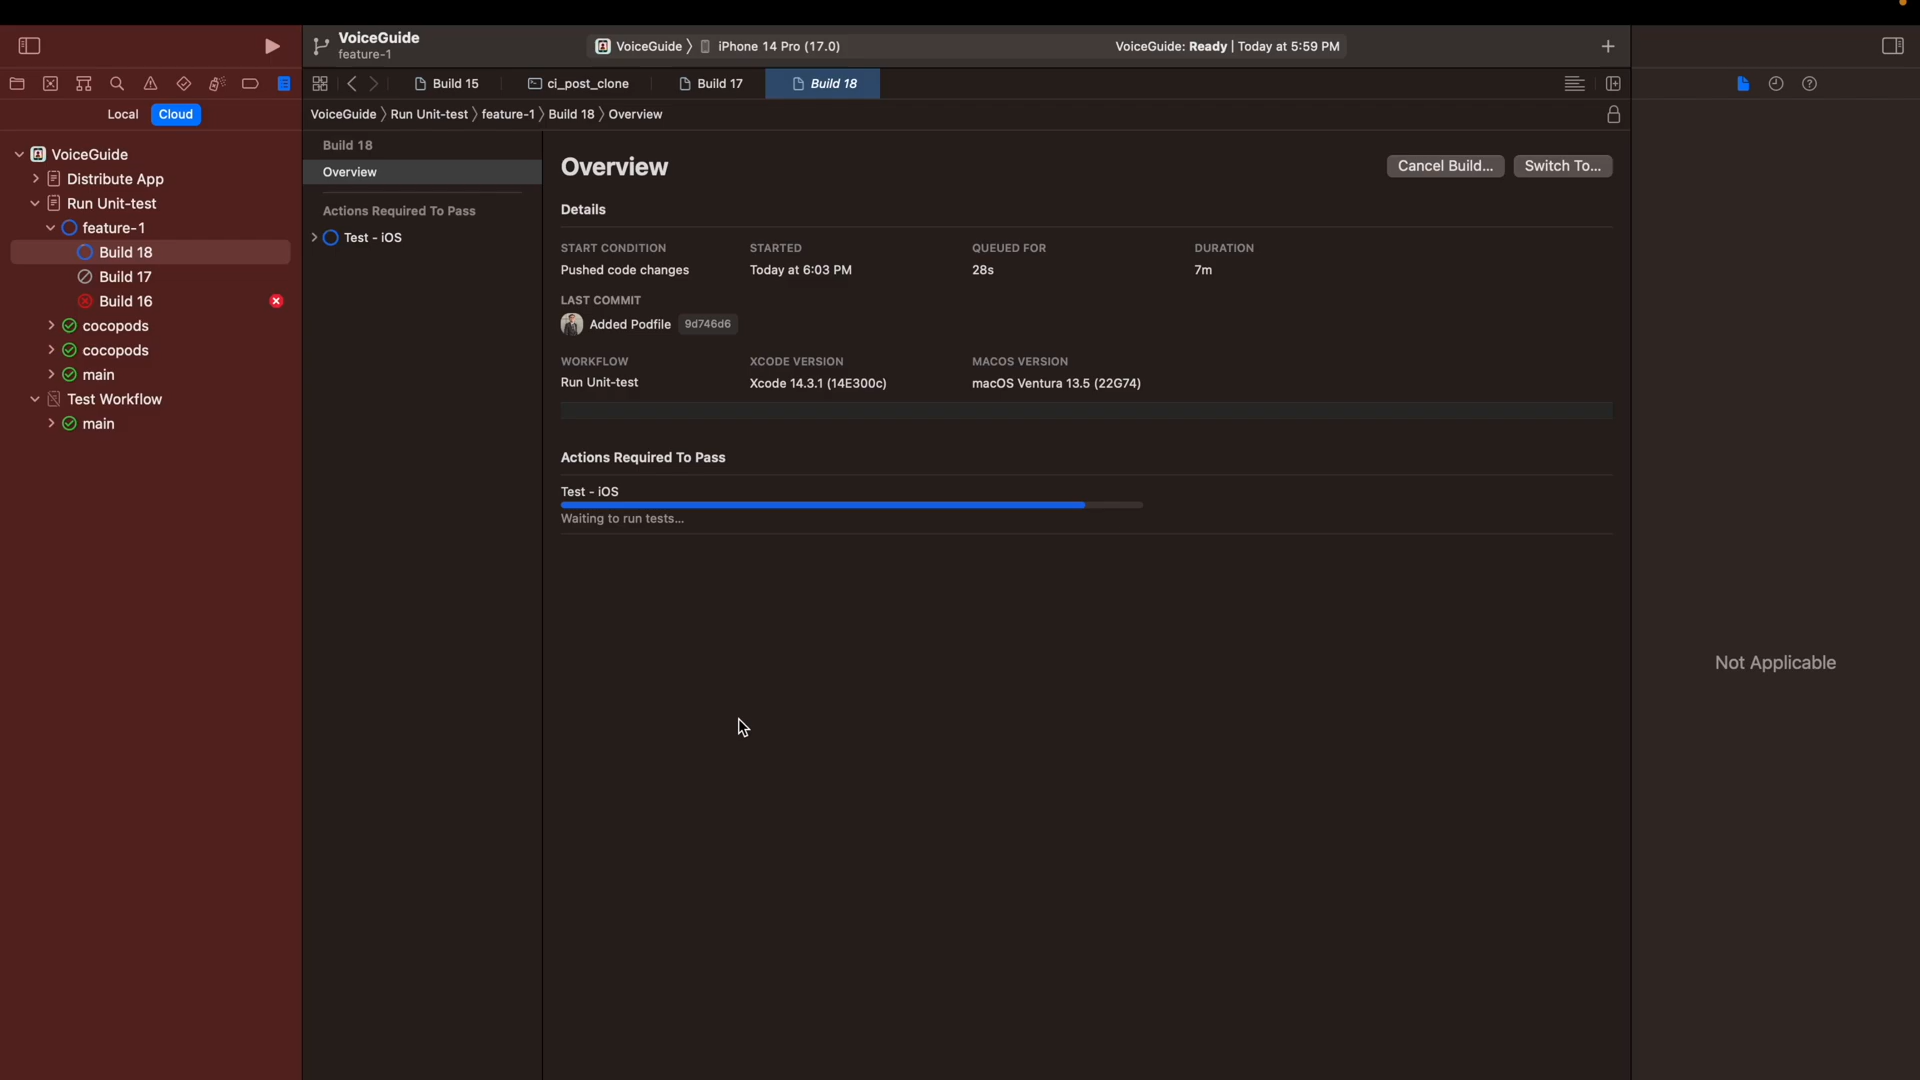 VoiceGuide
feature-1
VoiceGuide 〉 iPhone 14 Pro (17.0)
VoiceGuide: Ready | Today at 5:59 PM
Build 15
ci_post_clone
Build 17
Build 18
Local
Cloud
VoiceGuide 〉 Run Unit-test 〉 feature-1 〉 Build 18 〉 Overview
VoiceGuide
Distribute App
Run Unit-test
feature-1
Build 18
Build 17
Build 16
cocopods
cocopods
main
Test Workflow
main
Build 18
Overview
Actions Required To Pass
Test - iOS
Overview
Cancel Build...
Switch To...
Details
START CONDITION
STARTED
QUEUED FOR
DURATION
Pushed code changes
Today at 6:03 PM
28s
7m
LAST COMMIT
Added Podfile
9d746d6
WORKFLOW
XCODE VERSION
MACOS VERSION
Run Unit-test
Xcode 14.3.1 (14E300c)
macOS Ventura 13.5 (22G74)
Actions Required To Pass
Test - iOS
Waiting to run tests...
Not Applicable